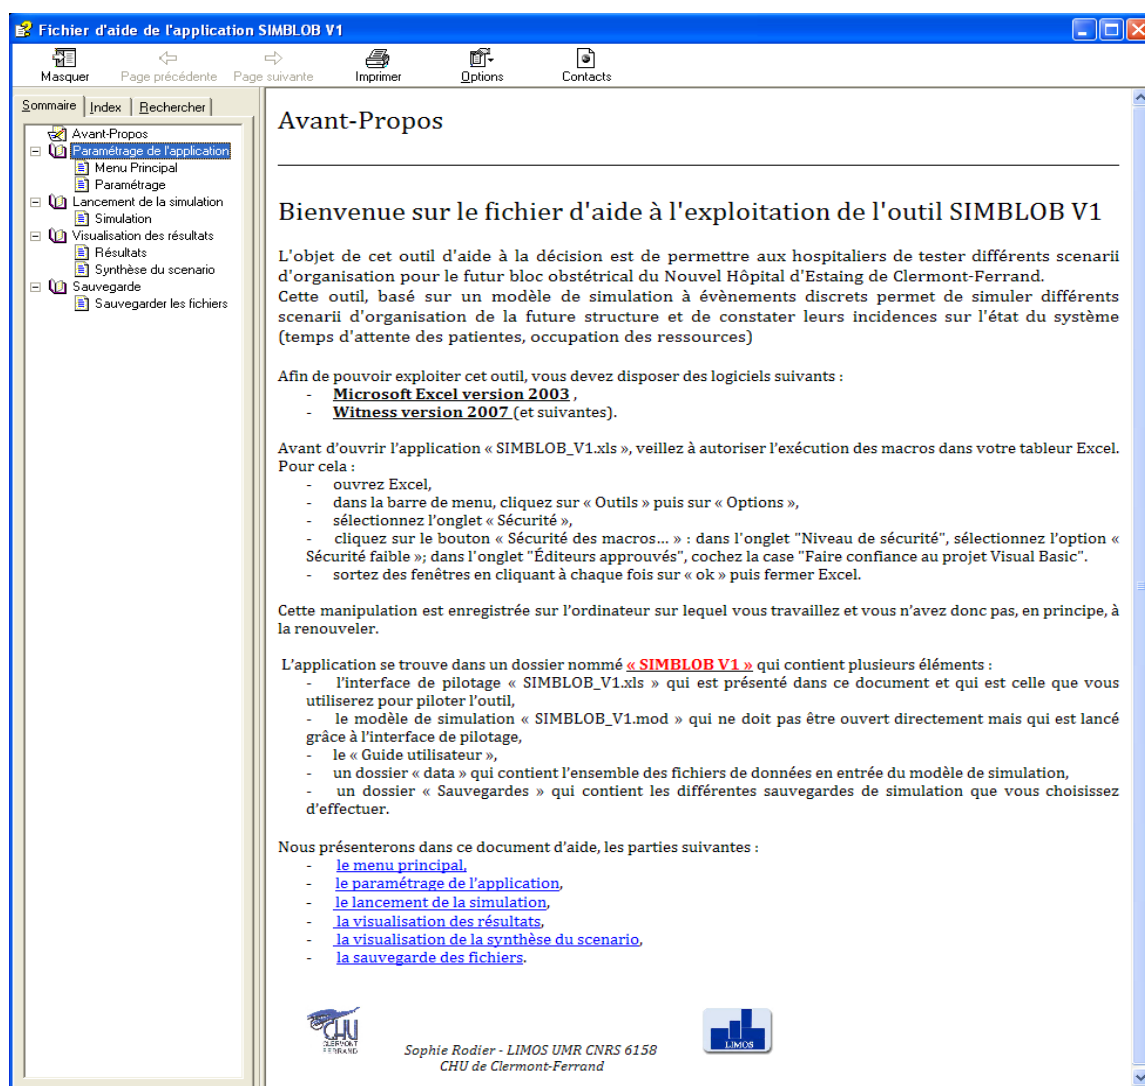 Fichier d'aide de l'application SIMBLOB V1
Masquer Page précédente Page suivante Imprimer Options Contacts
Sommaire Index Rechercher
Avant-Propos
Paramétrage de l'application
Menu Principal
Paramétrage
Lancement de la simulation
Simulation
Visualisation des résultats
Résultats
Synthèse du scenario
Sauvegarde
Sauvegarder les fichiers
Avant-Propos
Bienvenue sur le fichier d'aide à l'exploitation de l'outil SIMBLOB V1
L'objet de cet outil d'aide à la décision est de permettre aux hospitaliers de tester différents scenarii
d'organisation pour le futur bloc obstétrical du Nouvel Hôpital d'Estaing de Clermont-Ferrand.
Cette outil, basé sur un modèle de simulation à évènements discrets permet de simuler différents
scenarii d'organisation de la future structure et de constater leurs incidences sur l'état du système
(temps d'attente des patientes, occupation des ressources)
Afin de pouvoir exploiter cet outil, vous devez disposer des logiciels suivants :
- Microsoft Excel version 2003 ,
- Witness version 2007 (et suivantes).
Avant d'ouvrir l'application « SIMBLOB_V1.xls », veillez à autoriser l'exécution des macros dans votre tableur Excel.
Pour cela :
- ouvrez Excel,
- dans la barre de menu, cliquez sur « Outils » puis sur « Options »,
- sélectionnez l'onglet « Sécurité »,
- cliquez sur le bouton « Sécurité des macros... » : dans l'onglet "Niveau de sécurité", sélectionnez l'option «
Sécurité faible »; dans l'onglet "Éditeurs approuvés", cochez la case "Faire confiance au projet Visual Basic".
- sortez des fenêtres en cliquant à chaque fois sur « ok » puis fermer Excel.
Cette manipulation est enregistrée sur l'ordinateur sur lequel vous travaillez et vous n'avez donc pas, en principe, à
la renouveler.
L'application se trouve dans un dossier nommé « SIMBLOB V1 » qui contient plusieurs éléments :
- l'interface de pilotage « SIMBLOB_V1.xls » qui est présenté dans ce document et qui est celle que vous
utiliserez pour piloter l'outil,
- le modèle de simulation « SIMBLOB_V1.mod » qui ne doit pas être ouvert directement mais qui est lancé
grâce à l'interface de pilotage,
- le « Guide utilisateur »,
- un dossier « data » qui contient l'ensemble des fichiers de données en entrée du modèle de simulation,
- un dossier « Sauvegardes » qui contient les différentes sauvegardes de simulation que vous choisissez
d'effectuer.
Nous présenterons dans ce document d'aide, les parties suivantes :
- le menu principal,
- le paramétrage de l'application,
- le lancement de la simulation,
- la visualisation des résultats,
- la visualisation de la synthèse du scenario,
- la sauvegarde des fichiers.
CHU
CLERMONT
FERRAND
LIMOS
Sophie Rodier - LIMOS UMR CNRS 6158
CHU de Clermont-Ferrand